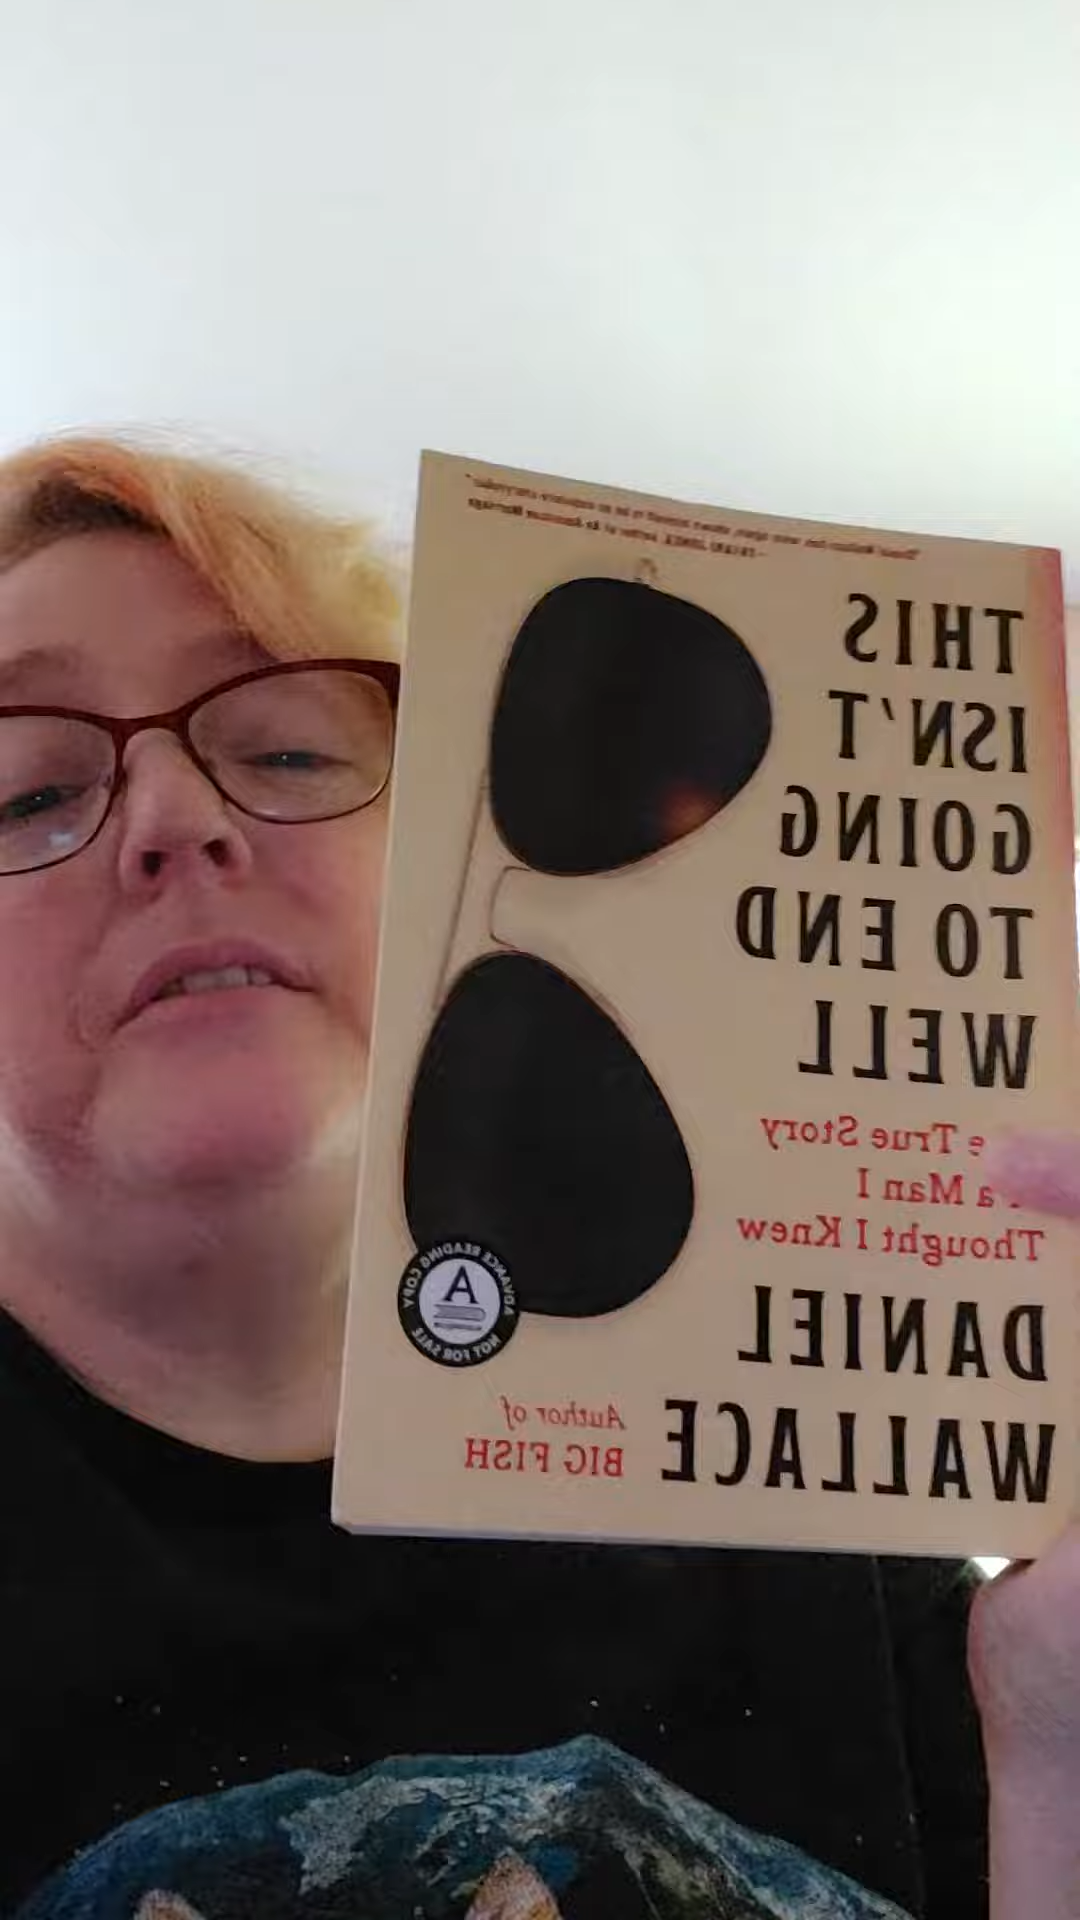 THIS
ISN'T
GOING
TO END
WELL
e True Story
a Man I
Thought I Knew
DANIEL
WALLACE
Author of
BIG FISH
ADVANCE READING COPY
A
NOT FOR SALE